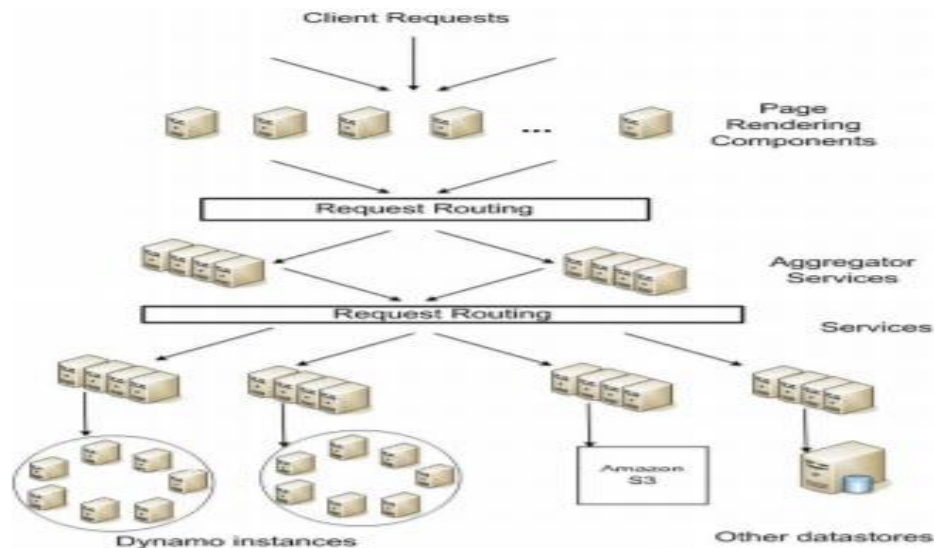 Client Requests
...
Page
Rendering
Components
Request Routing
Aggregator
Services
Request Routing
Services
Amazon
S3
Dynamo instances
Other datastores